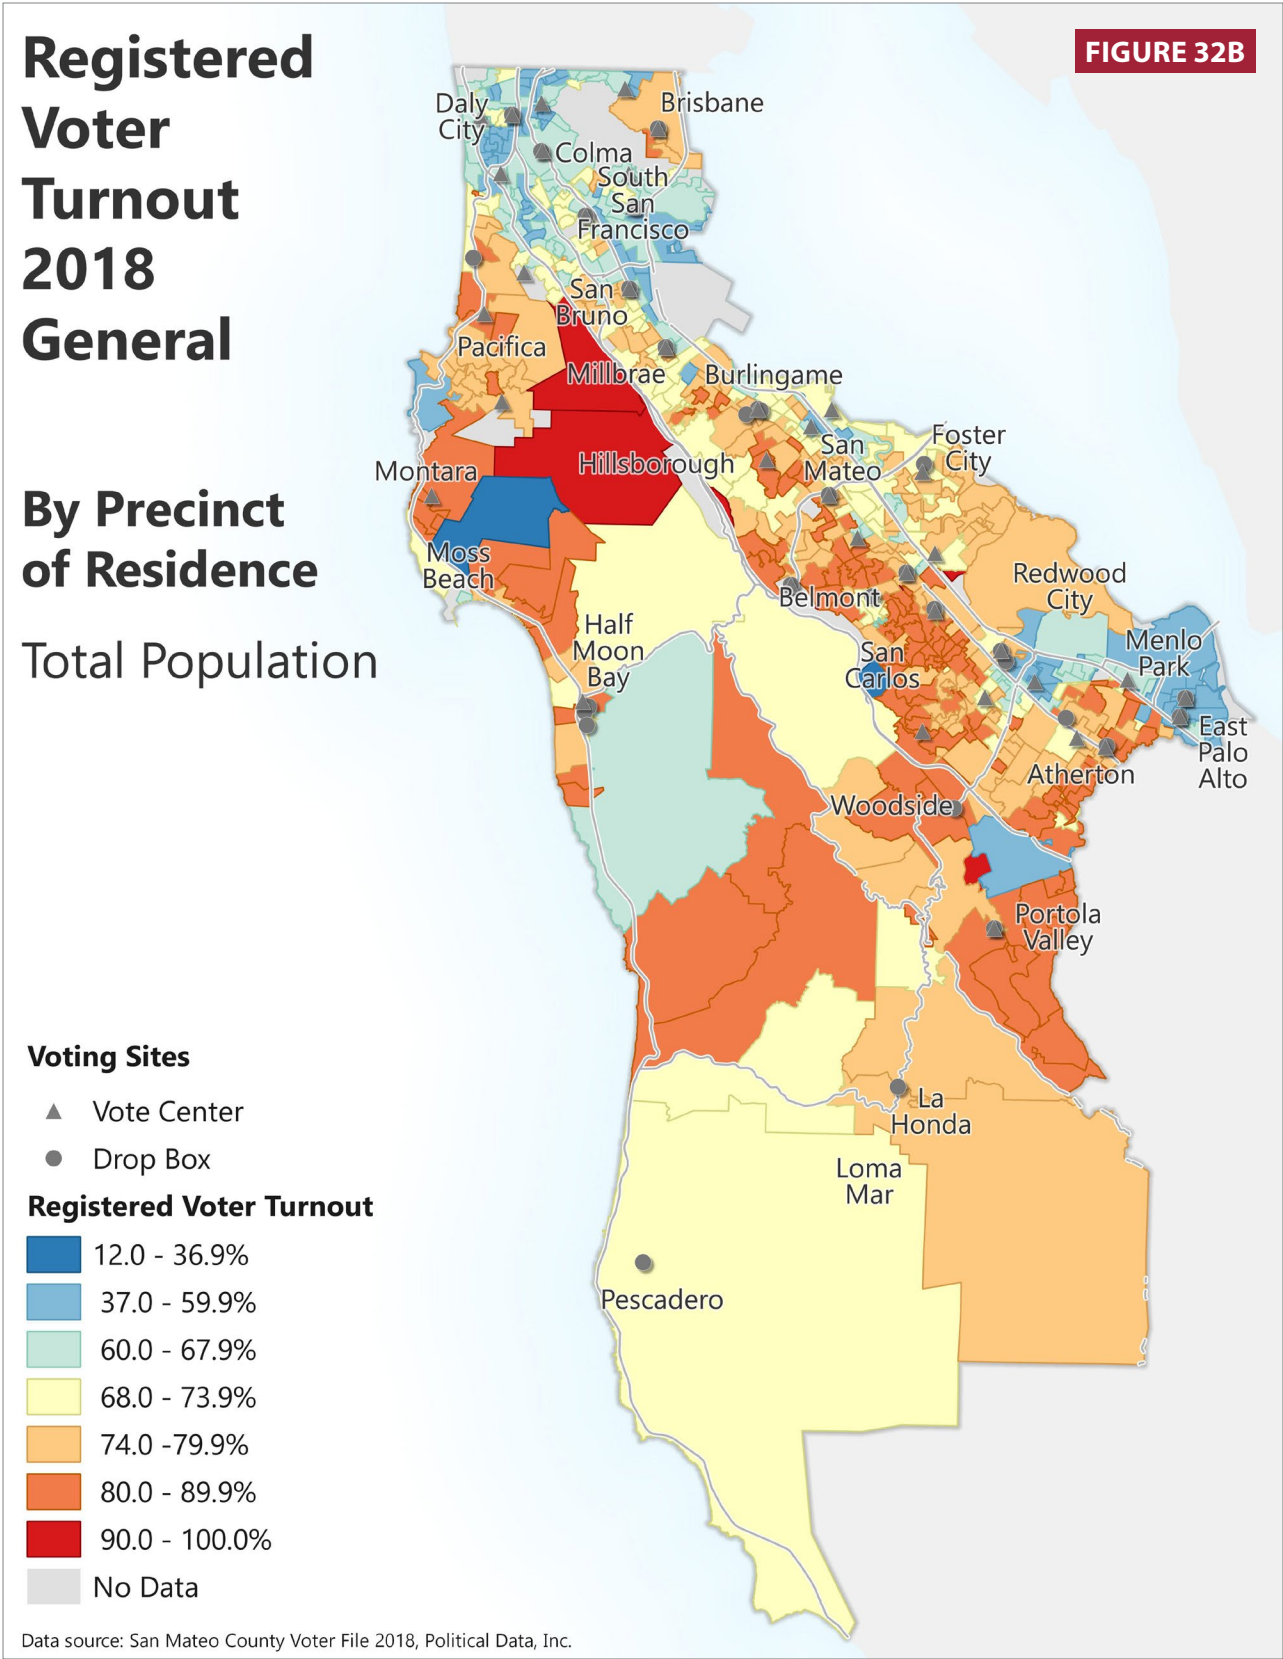 Registered
Voter
Turnout
2018
General
FIGURE 32B
By Precinct
of Residence
Total Population
Daly
City
Brisbane
Colma
South
San
Francisco
San
Bruno
Pacifica
Millbrae
Burlingame
Montara
Hillsborough
San
Mateo
Foster
City
Moss
Beach
Belmont
Redwood
City
Half
Moon
Bay
San
Carlos
Menlo
Park
East
Palo
Alto
Atherton
Woodside
Portola
Valley
La
Honda
Loma
Mar
Pescadero
Voting Sites
Vote Center
Drop Box
Registered Voter Turnout
12.0 - 36.9%
37.0 - 59.9%
60.0 - 67.9%
68.0 - 73.9%
74.0 -79.9%
80.0 - 89.9%
90.0 - 100.0%
No Data
Data source: San Mateo County Voter File 2018, Political Data, Inc.